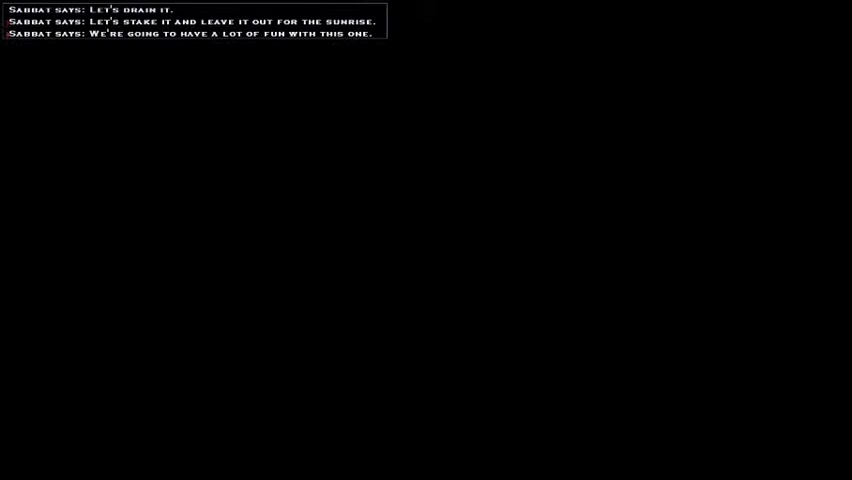 Sabbat says: Let's drain it.
Sabbat says: Let's stake it and leave it out for the sunrise.
Sabbat says: We're going to have a lot of fun with this one.